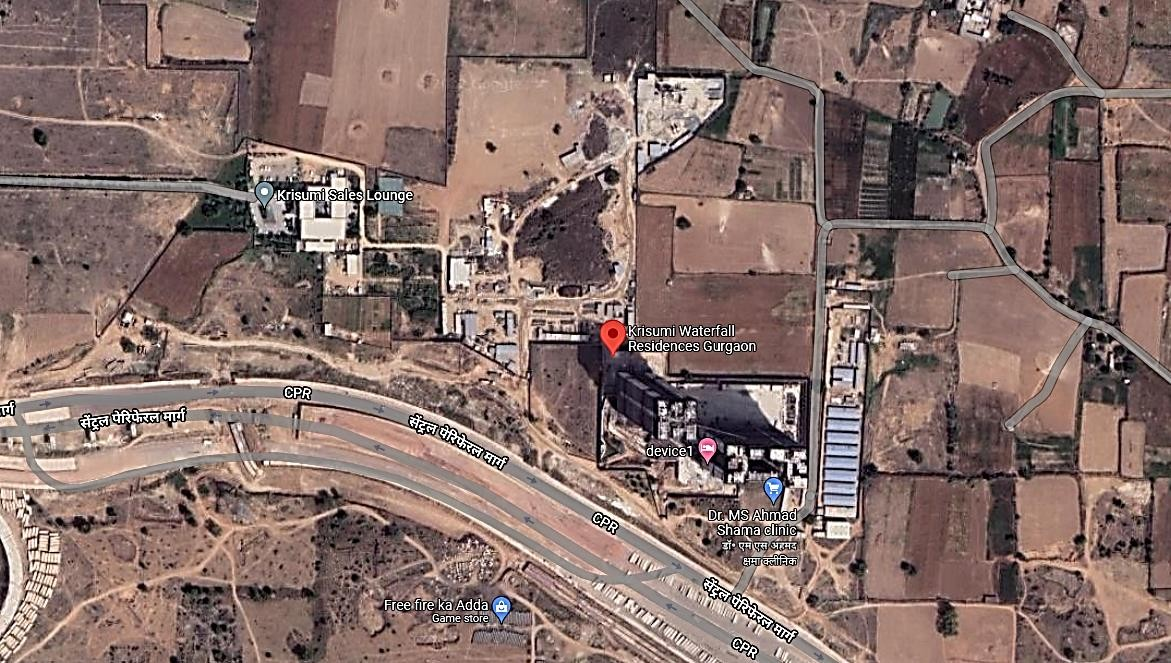 Krisumi Sales Lounge
Krisumi Waterfall
Residences Gurgaon
CPR
मार्ग
सेंट्रल पेरिफेरल मार्ग
सेंट्रल पेरिफेरल मार्ग
device1
CPR
Dr. MS Ahmad
Shama clinic
डॉ॰ एम एस अहमद
क्षमा क्लीनिक
सेंट्रल पेरिफेरल मार्ग
Free fire ka Adda
Game store
CPR